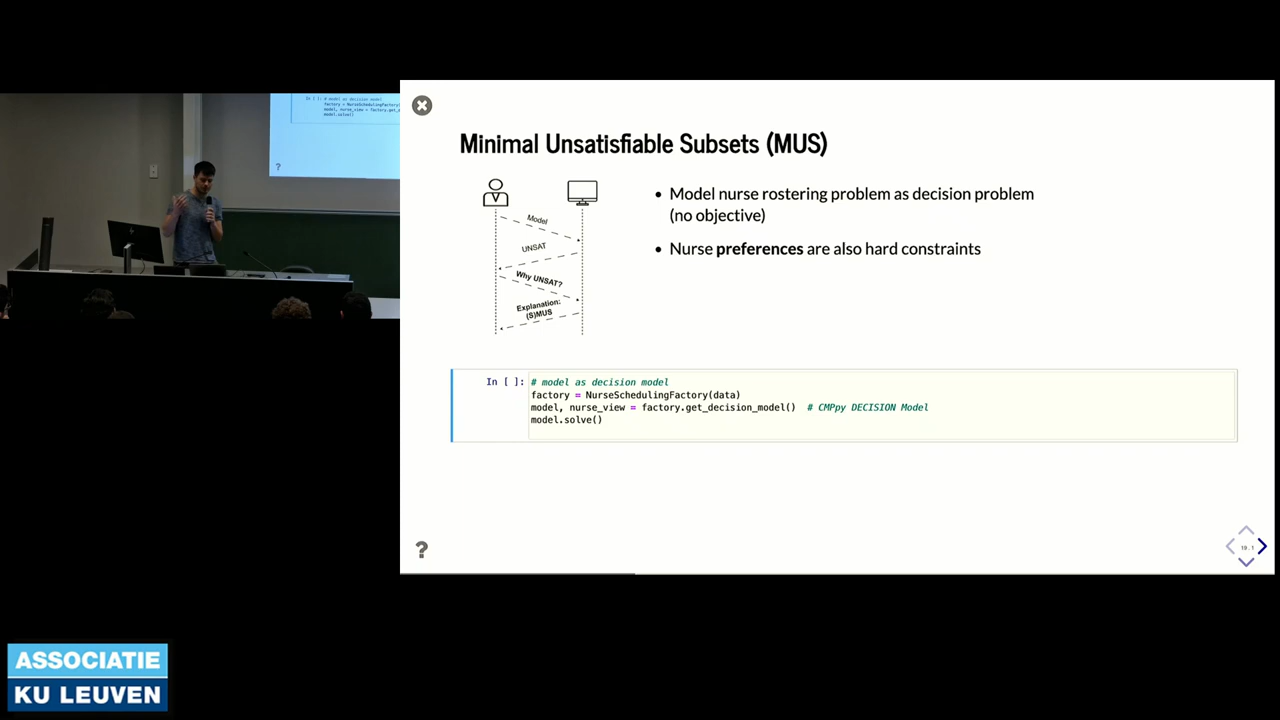 Minimal Unsatisfiable Subsets (MUS)
Model
UNSAT
Why UNSAT?
Explanation:
(S)MUS
• Model nurse rostering problem as decision problem
(no objective)
• Nurse preferences are also hard constraints
In [ ]: # model as decision model
factory = NurseSchedulingFactory(data)
model, nurse_view = factory.get_decision_model() # CMPpy DECISION Model
model.solve()
?
19.1
ASSOCIATIE
KU LEUVEN